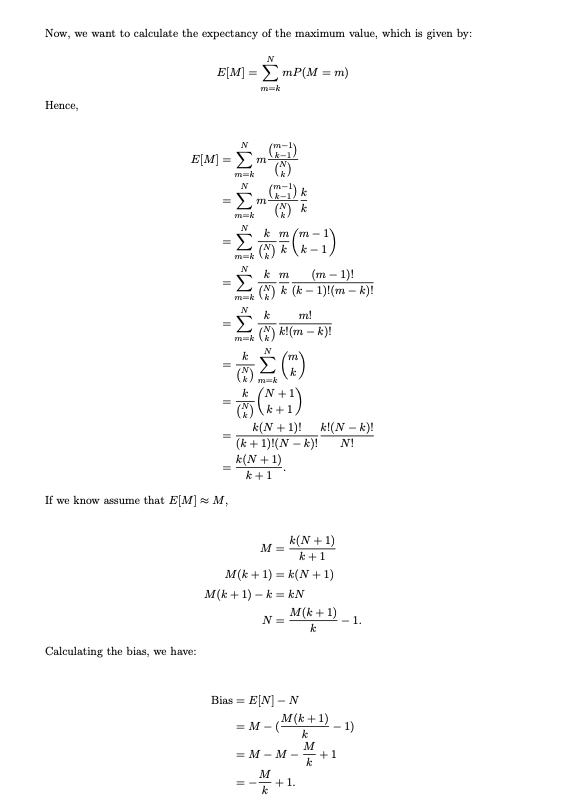 Now, we want to calculate the expectancy of the maximum value, which is given by:
E[M] = \sum_{m=k}^{N} mP(M = m)
Hence,
E[M] = \sum_{m=k}^{N} m \frac{\binom{m-1}{k-1}}{\binom{N}{k}}
= \sum_{m=k}^{N} m \frac{\binom{m-1}{k-1}}{\binom{N}{k}} \frac{k}{k}
= \sum_{m=k}^{N} \frac{k}{\binom{N}{k}} \frac{m}{k} \binom{m-1}{k-1}
= \sum_{m=k}^{N} \frac{k}{\binom{N}{k}} \frac{m}{k} \frac{(m-1)!}{(k-1)!(m-k)!}
= \sum_{m=k}^{N} \frac{k}{\binom{N}{k}} \frac{m!}{k!(m-k)!}
= \frac{k}{\binom{N}{k}} \sum_{m=k}^{N} \binom{m}{k}
= \frac{k}{\binom{N}{k}} \binom{N+1}{k+1}
= \frac{k(N+1)!}{(k+1)!(N-k)!} \frac{k!(N-k)!}{N!}
= \frac{k(N+1)}{k+1}.
If we know assume that E[M] ≈ M,
M = \frac{k(N+1)}{k+1}
M(k + 1) = k(N + 1)
M(k + 1) − k = kN
N = \frac{M(k+1)}{k} − 1.
Calculating the bias, we have:
Bias = E[N] − N
= M − (\frac{M(k+1)}{k} − 1)
= M − M − \frac{M}{k} + 1
= −\frac{M}{k} + 1.